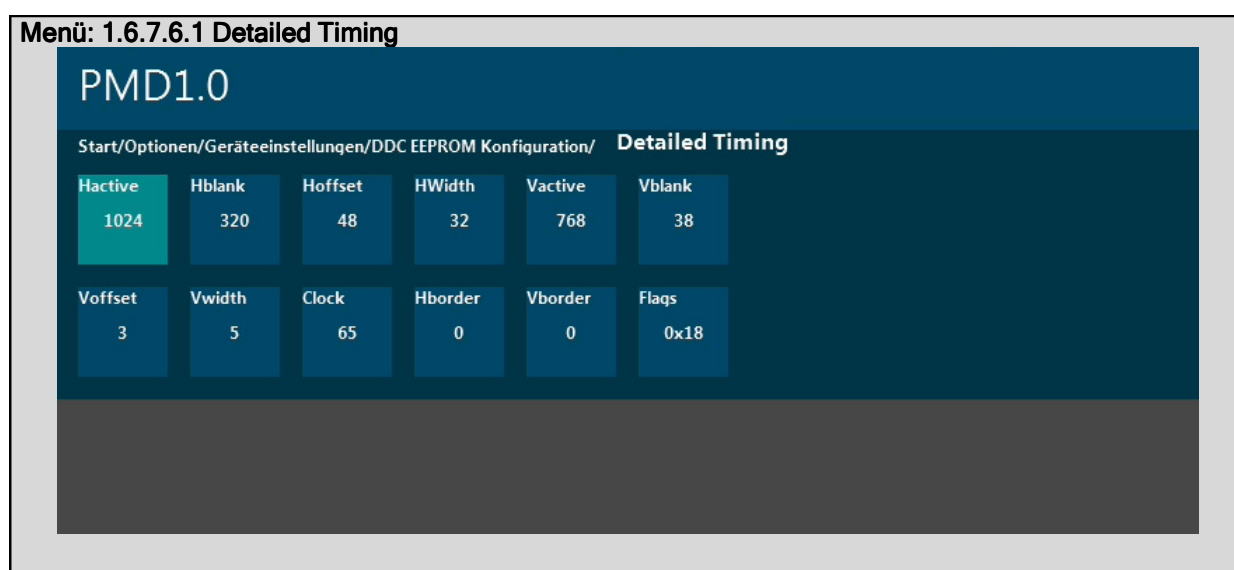 Menü: 1.6.7.6.1 Detailed Timing
PMD1.0
Start/Optionen/Geräteeinstellungen/DDC EEPROM Konfiguration/ Detailed Timing
Hactive Hblank Hoffset HWidth Vactive Vblank
1024 320 48 32 768 38
Voffset Vwidth Clock Hborder Vborder Flags
3 5 65 0 0 0x18